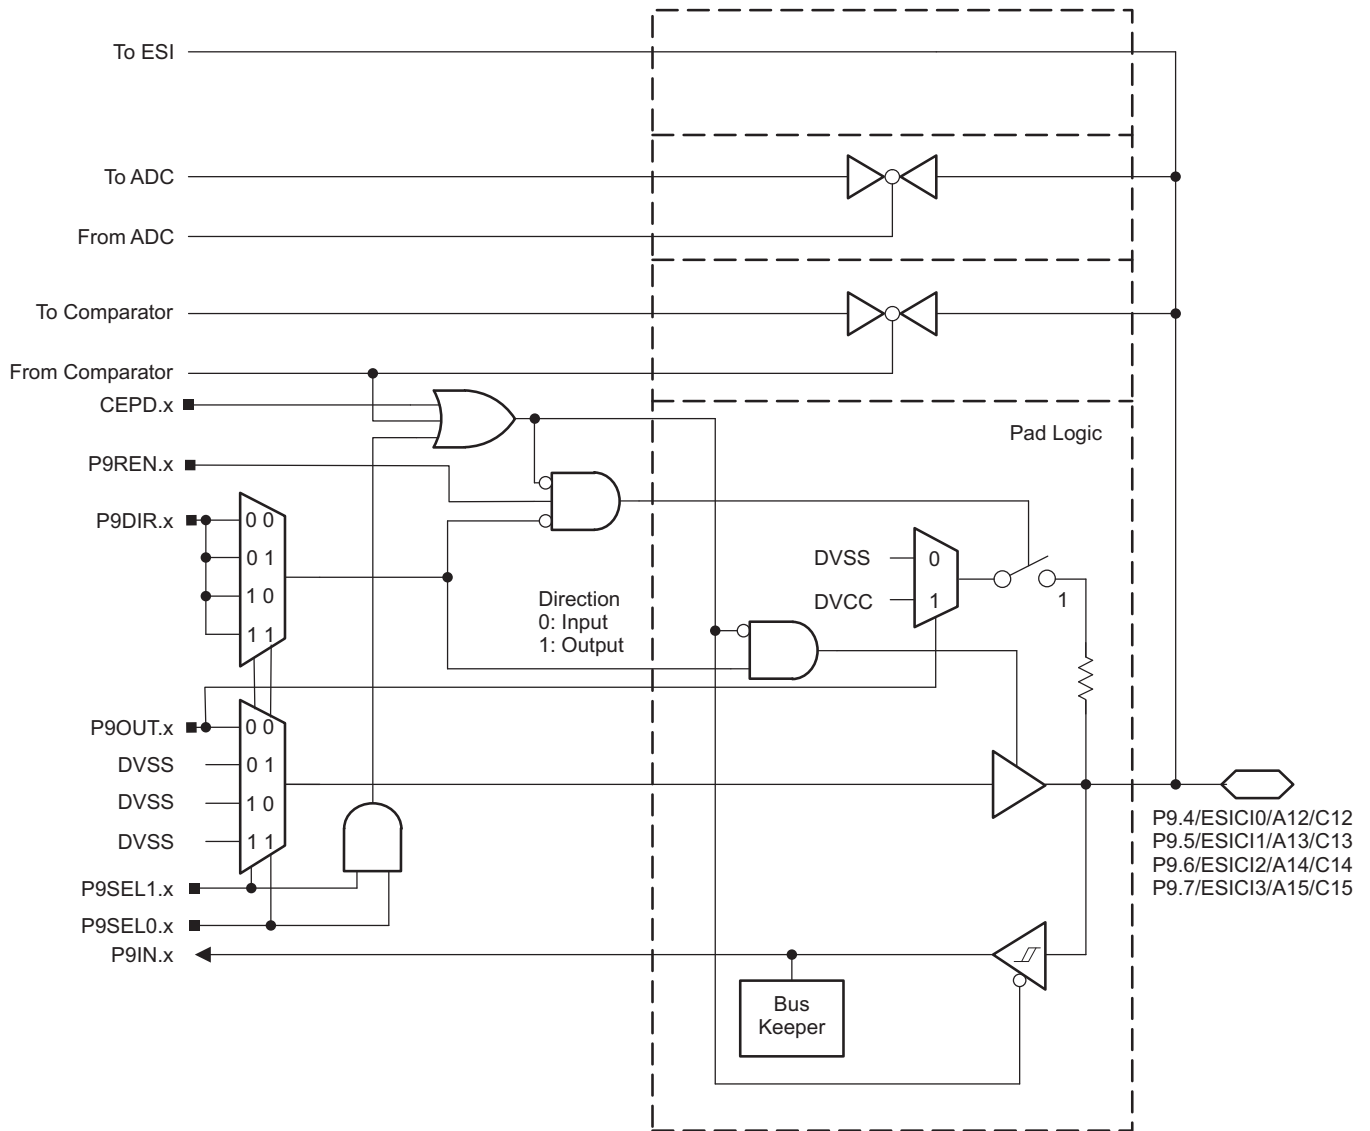 To ESI
To ADC
From ADC
To Comparator
From Comparator
CEPD.x
Pad Logic
P9REN.x
P9DIR.x
0 0
0 1
1 0
1 1
DVSS
0
DVCC
1
1
Direction
0: Input
1: Output
P9OUT.x
0 0
DVSS
0 1
DVSS
1 0
DVSS
1 1
P9.4/ESICI0/A12/C12
P9.5/ESICI1/A13/C13
P9.6/ESICI2/A14/C14
P9.7/ESICI3/A15/C15
P9SEL1.x
P9SEL0.x
P9IN.x
Bus
Keeper